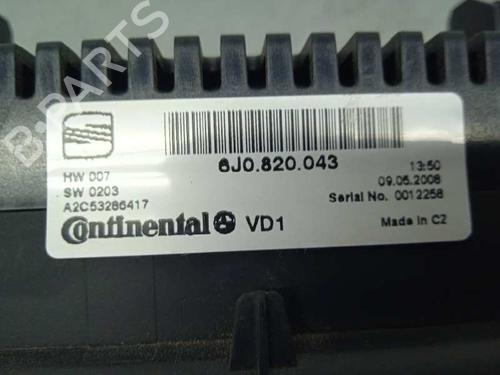 6J0.820.043
HW 007
SW 0203
A2C53286417
13:50
09.05.2008
Serial No. 0012258
Continental VD1
Made in C2
B.PARTS